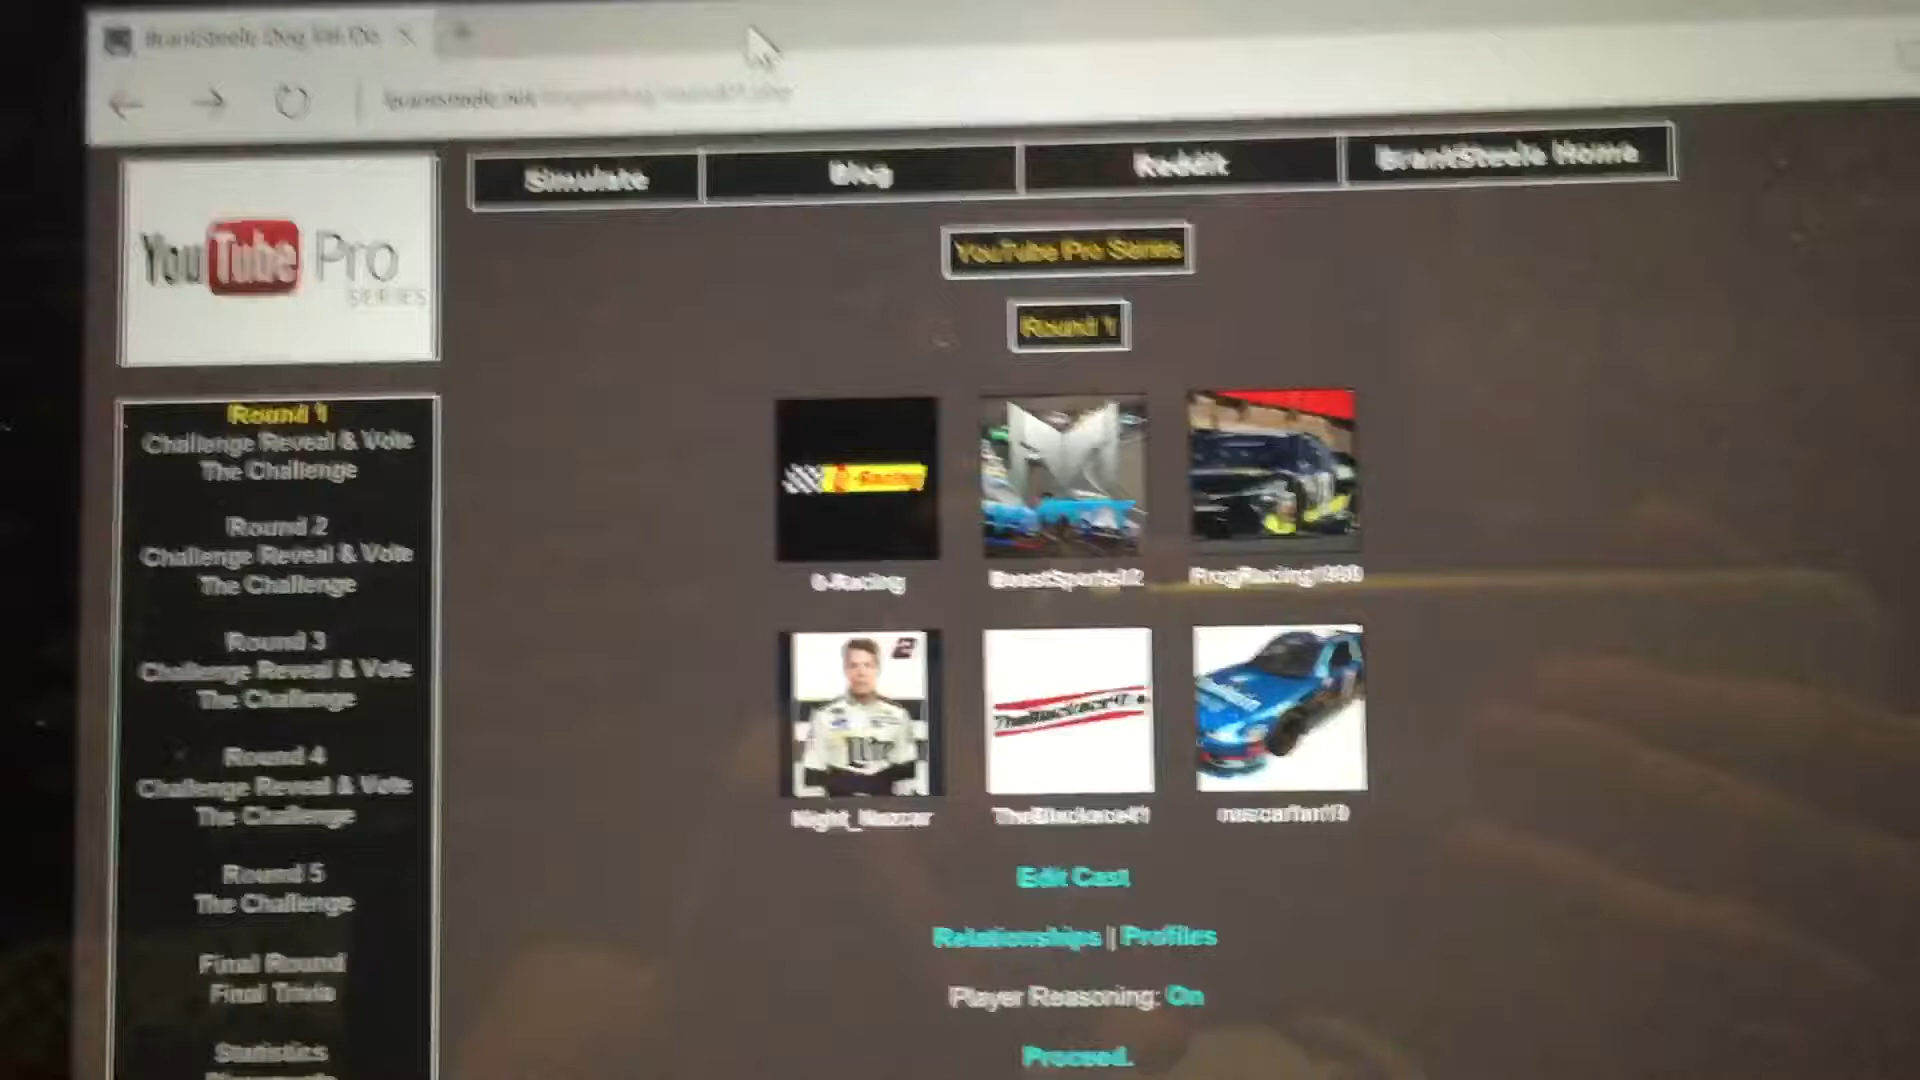 Simulate
Blog
Reddit
BrantSteele Home
YouTube Pro
SERIES
YouTube Pro Series
Round 1
Round 1
Challenge Reveal & Vote
The Challenge
Round 2
Challenge Reveal & Vote
The Challenge
Round 3
Challenge Reveal & Vote
The Challenge
Round 4
Challenge Reveal & Vote
The Challenge
Round 5
The Challenge
Final Round
Final Trivia
Statistics
Night_Nazcar
nascarfan19
Edit Cast
Relationships | Profiles
Player Reasoning: On
Proceed.